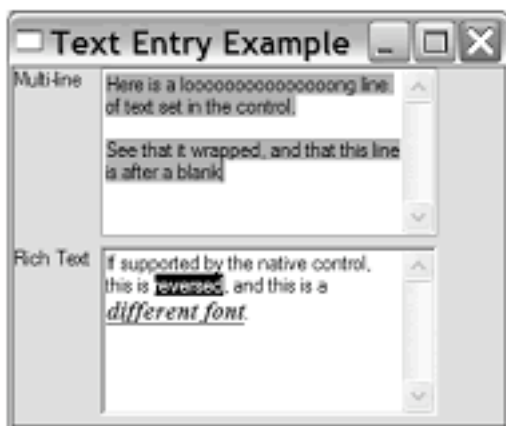 Text Entry Example
Multi-line
Here is a looooooooooooooong line
of text set in the control.
See that it wrapped, and that this line
is after a blank
Rich Text
If supported by the native control,
this is reversed, and this is a
different font.